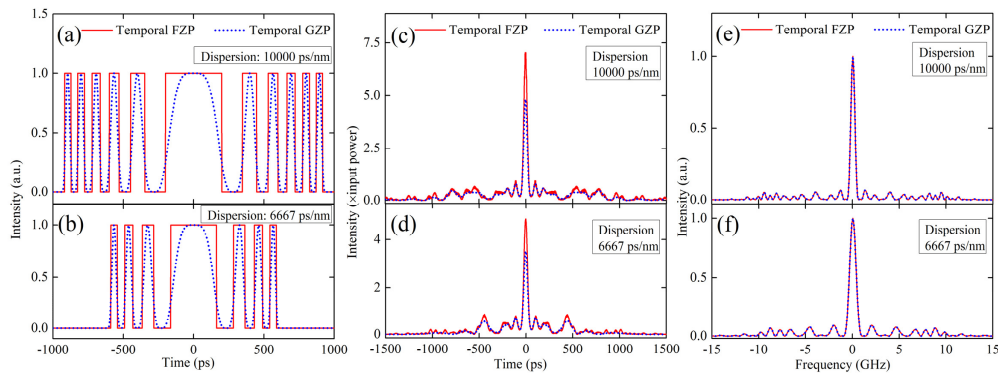 (a)
Temporal FZP
Temporal GZP
Dispersion: 10000 ps/nm
1.5
1.0
0.5
0.0
(b)
Dispersion: 6667 ps/nm
1.0
0.5
0.0
Intensity (a.u.)
-1000
-500
0
500
1000
Time (ps)
(c)
Temporal FZP
Temporal GZP
Dispersion
10000 ps/nm
7.5
5.0
2.5
0.0
(d)
Dispersion
6667 ps/nm
4
2
0
Intensity (×input power)
-1500
-1000
-500
0
500
1000
1500
Time (ps)
(e)
Temporal FZP
Temporal GZP
Dispersion
10000 ps/nm
1.0
0.5
0.0
(f)
Dispersion
6667 ps/nm
1.0
0.5
0.0
Intensity (a.u.)
-15
-10
-5
0
5
10
15
Frequency (GHz)